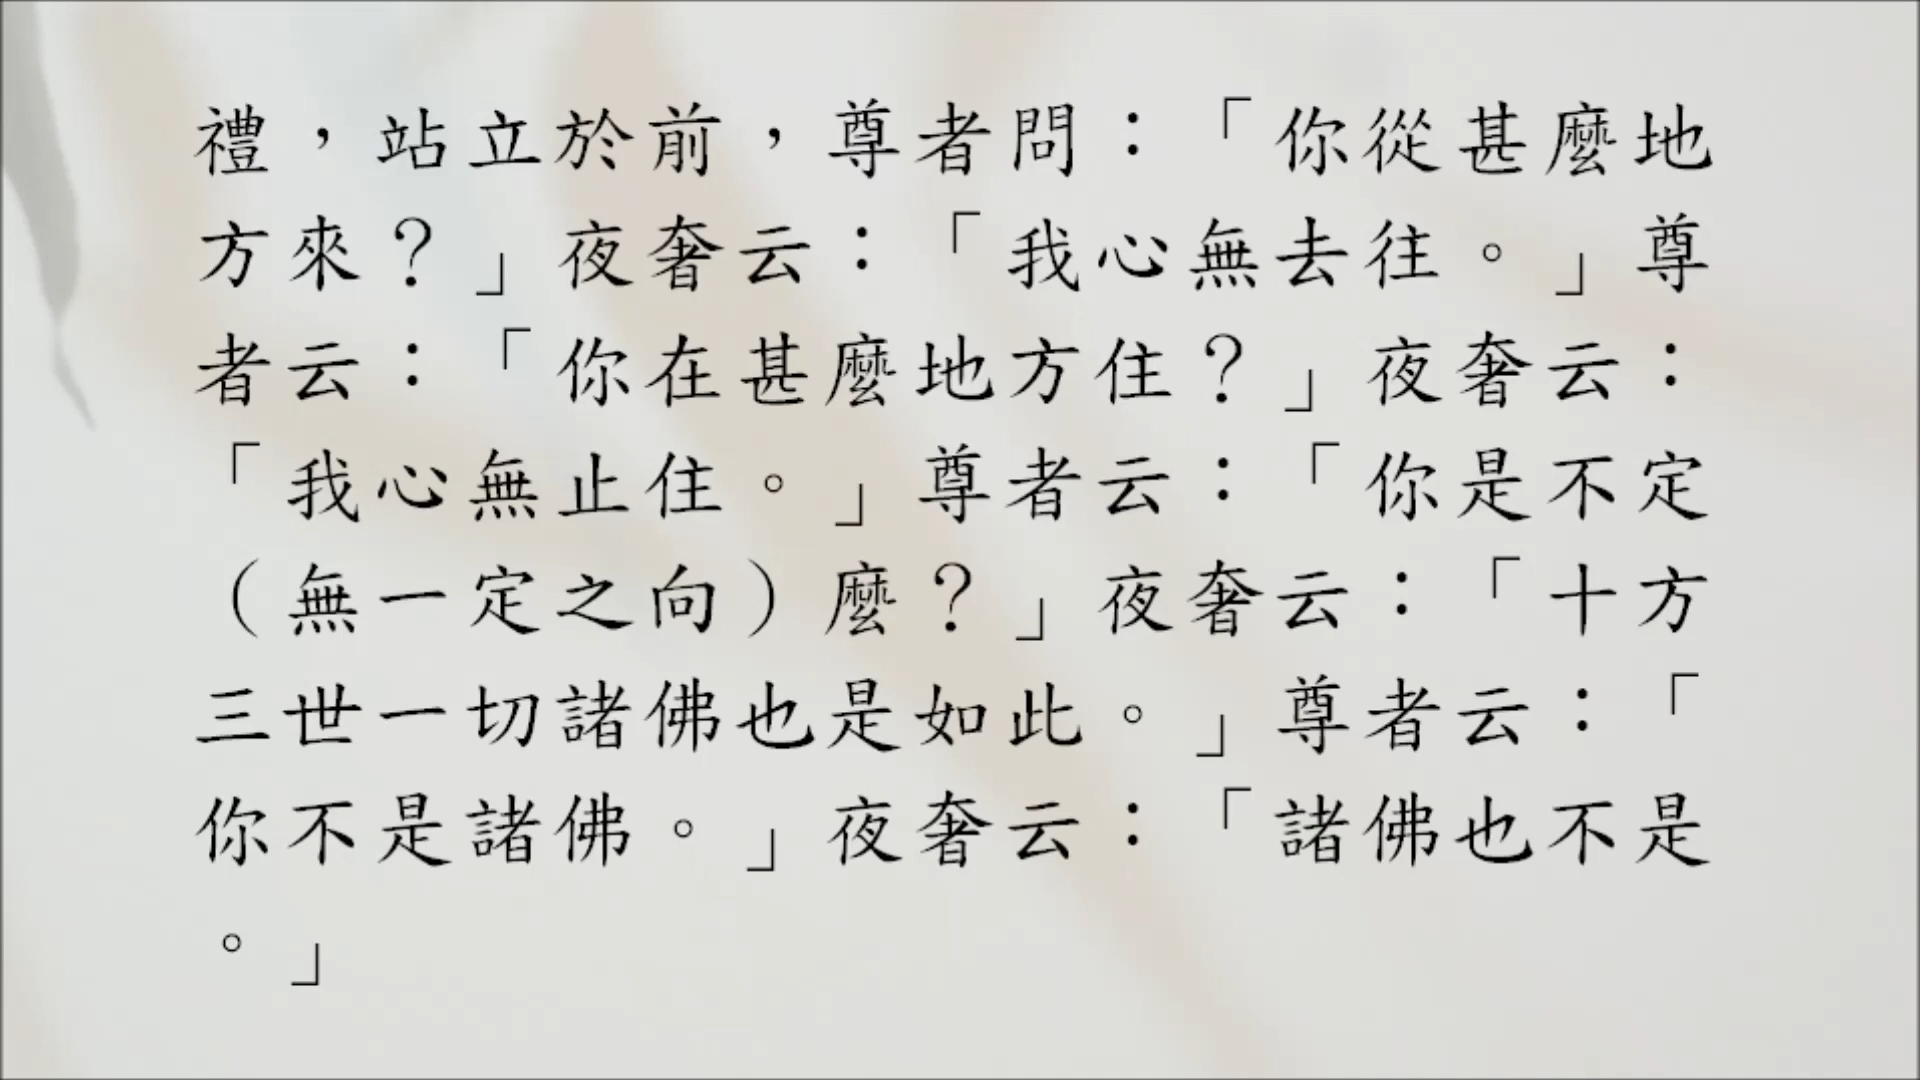 禮，站立於前，尊者問：「你從甚麼地
方來？」夜奢云：「我心無去往。」尊
者云：「你在甚麼地方住？」夜奢云：
「我心無止住。」尊者云：「你是不定
（無一定之向）麼？」夜奢云：「十方
三世一切諸佛也是如此。」尊者云：「
你不是諸佛。」夜奢云：「諸佛也不是
。」